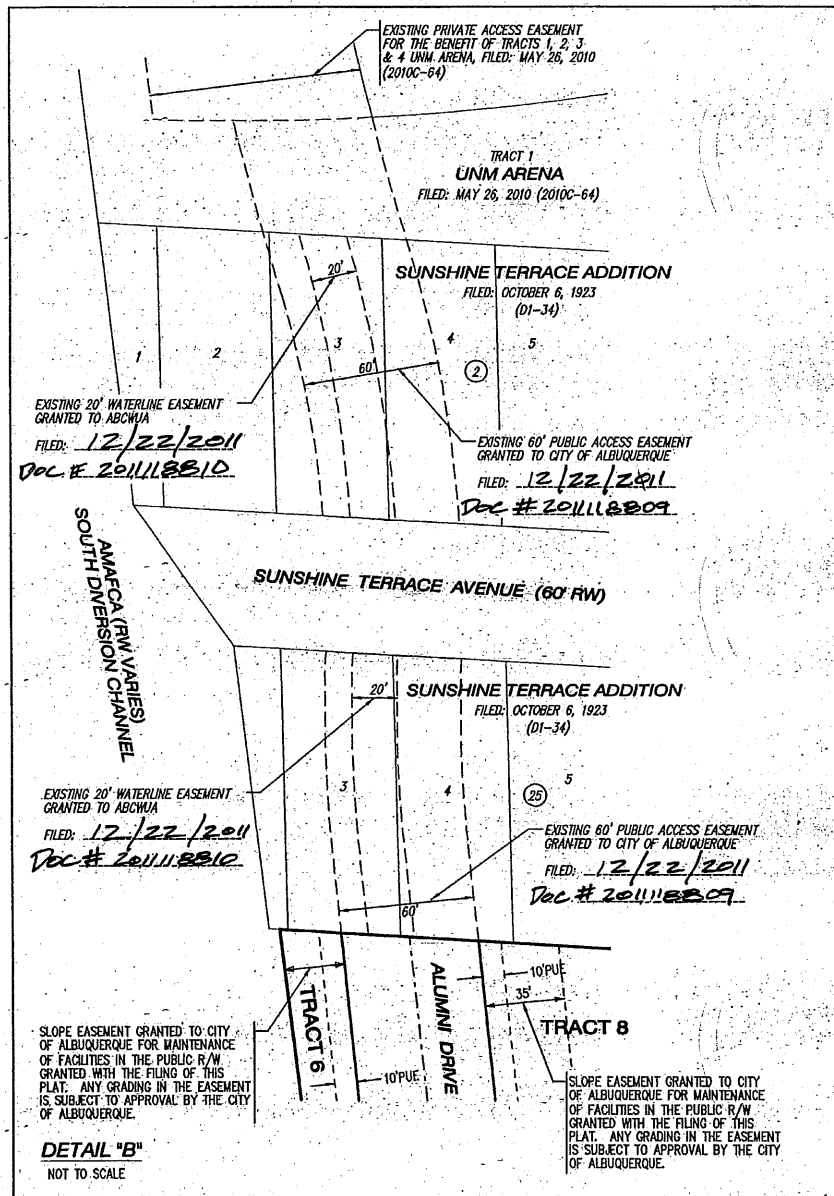 EXISTING PRIVATE ACCESS EASEMENT
FOR THE BENEFIT OF TRACTS 1, 2, 3
& 4 UNM ARENA, FILED: MAY 26, 2010
(2010C-64)
TRACT 1
UNM ARENA
FILED: MAY 26, 2010 (2010C-64)
20'
SUNSHINE TERRACE ADDITION
FILED: OCTOBER 6, 1923
(D1-34)
1
2
3
4
5
60'
2
EXISTING 20' WATERLINE EASEMENT
GRANTED TO ABCWUA
FILED: 12/22/2011
Doc # 2011118810
EXISTING 60' PUBLIC ACCESS EASEMENT
GRANTED TO CITY OF ALBUQUERQUE
FILED: 12/22/2011
Doc # 2011118809
AMAFCA (RW VARIES)
SOUTH DIVERSION CHANNEL
SUNSHINE TERRACE AVENUE (60' RW)
20'
SUNSHINE TERRACE ADDITION
FILED: OCTOBER 6, 1923
(D1-34)
3
4
5
25
EXISTING 20' WATERLINE EASEMENT
GRANTED TO ABCWUA
FILED: 12/22/2011
Doc # 2011118810
EXISTING 60' PUBLIC ACCESS EASEMENT
GRANTED TO CITY OF ALBUQUERQUE
FILED: 12/22/2011
Doc # 2011118809
60'
TRACT 6
10'PUE
ALUMNI DRIVE
10'PUE
35'
TRACT 8
SLOPE EASEMENT GRANTED TO CITY
OF ALBUQUERQUE FOR MAINTENANCE
OF FACILITIES IN THE PUBLIC R/W
GRANTED WITH THE FILING OF THIS
PLAT. ANY GRADING IN THE EASEMENT
IS SUBJECT TO APPROVAL BY THE CITY
OF ALBUQUERQUE.
SLOPE EASEMENT GRANTED TO CITY
OF ALBUQUERQUE FOR MAINTENANCE
OF FACILITIES IN THE PUBLIC R/W
GRANTED WITH THE FILING OF THIS
PLAT. ANY GRADING IN THE EASEMENT
IS SUBJECT TO APPROVAL BY THE CITY
OF ALBUQUERQUE.
DETAIL "B"
NOT TO SCALE